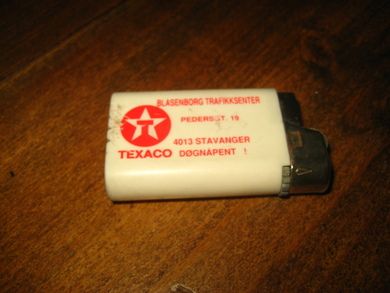 BLASENBORG TRAFIKKSENTER
PEDERSGT. 19
4013 STAVANGER
TEXACO DØGNÅPENT !